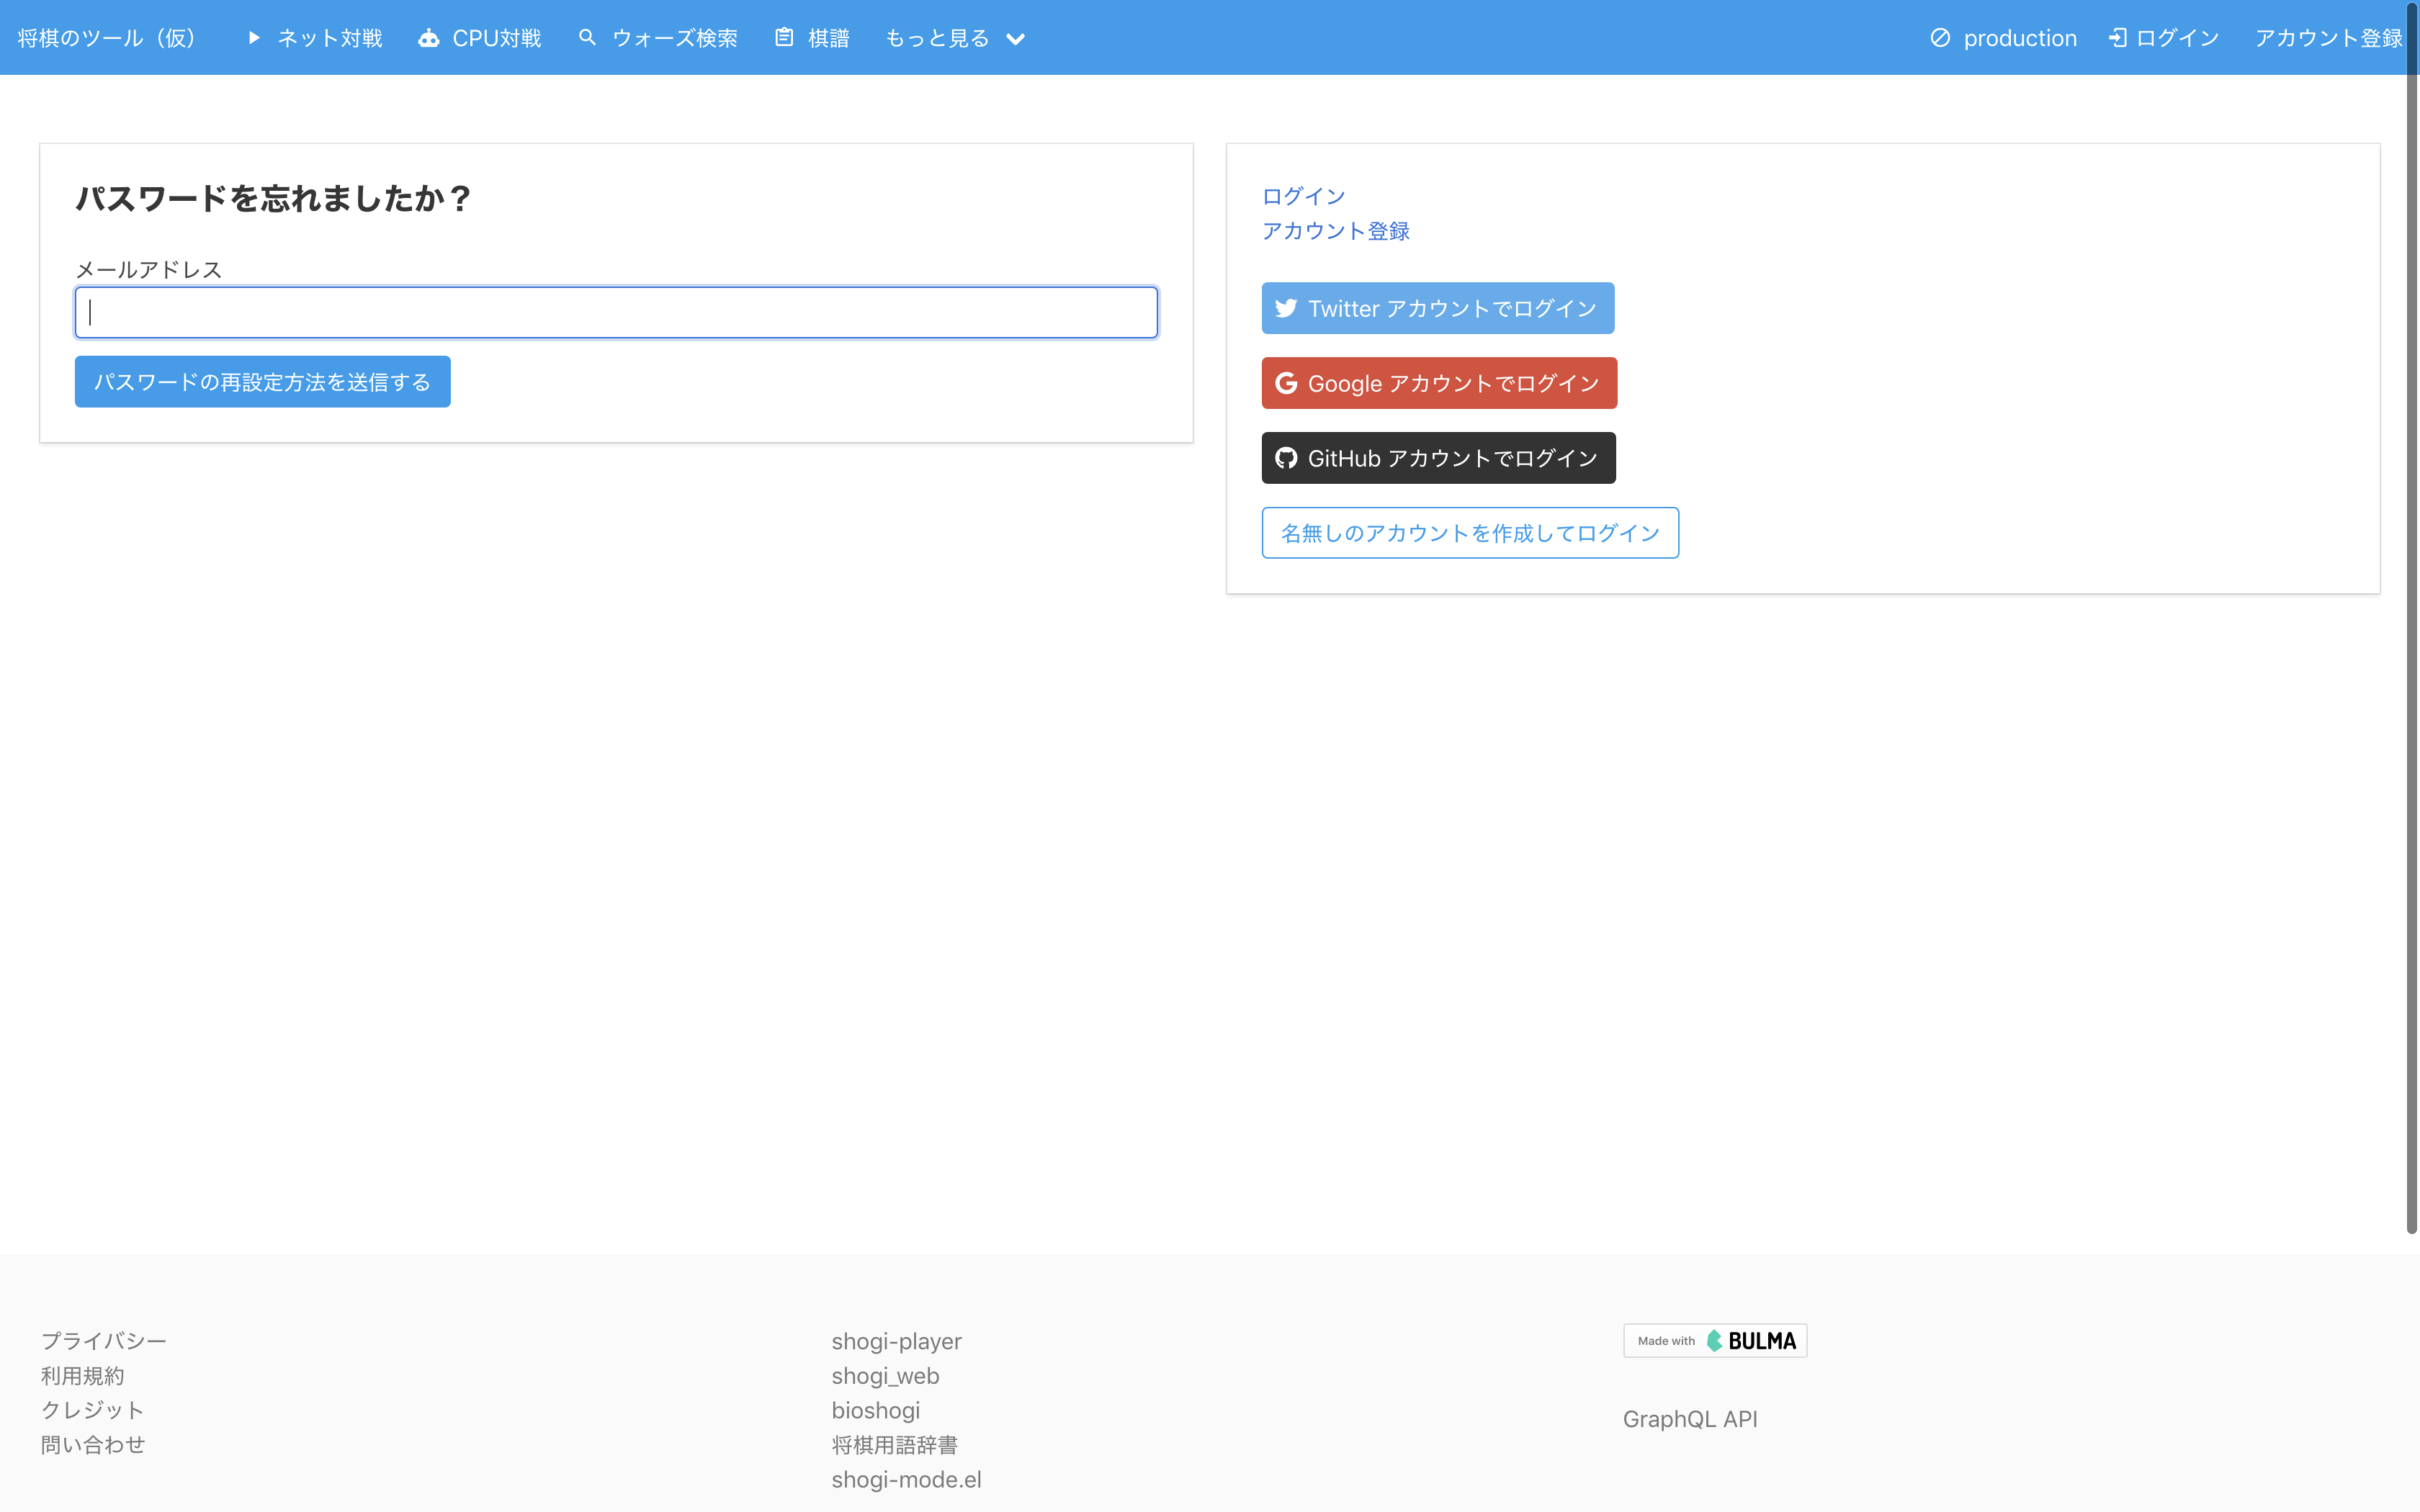 将棋のツール（仮） ネット対戦 CPU対戦 ウォーズ検索 棋譜 もっと見る production ログイン アカウント登録
パスワードを忘れましたか？
メールアドレス
パスワードの再設定方法を送信する
ログイン
アカウント登録
Twitter アカウントでログイン
Google アカウントでログイン
GitHub アカウントでログイン
名無しのアカウントを作成してログイン
プライバシー
利用規約
クレジット
問い合わせ
shogi-player
shogi_web
bioshogi
将棋用語辞書
shogi-mode.el
Made with BULMA
GraphQL API